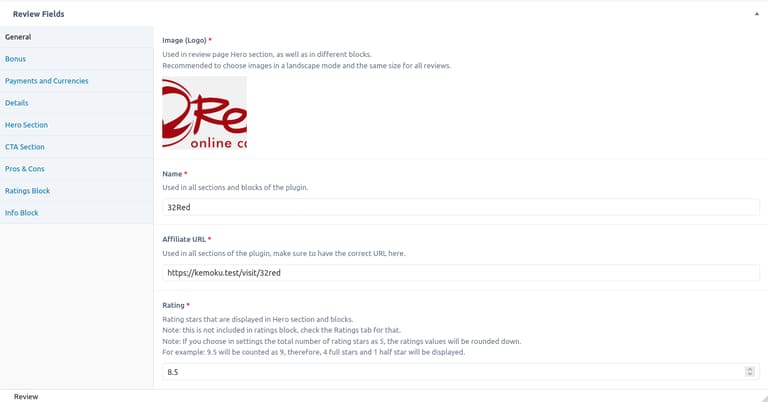 Review Fields
General
Bonus
Payments and Currencies
Details
Hero Section
CTA Section
Pros & Cons
Ratings Block
Info Block
Image (Logo) *
Used in review page Hero section, as well as in different blocks.
Recommended to choose images in a landscape mode and the same size for all reviews.
2Re
online c
Name *
Used in all sections and blocks of the plugin.
32Red
Affiliate URL *
Used in all sections of the plugin, make sure to have the correct URL here.
https://kemoku.test/visit/32red
Rating *
Rating stars that are displayed in Hero section and blocks.
Note: this is not included in ratings block, check the Ratings tab for that.
Note: If you choose in settings the total number of rating stars as 5, the ratings values will be rounded down.
For example: 9.5 will be counted as 9, therefore, 4 full stars and 1 half star will be displayed.
8.5
Review